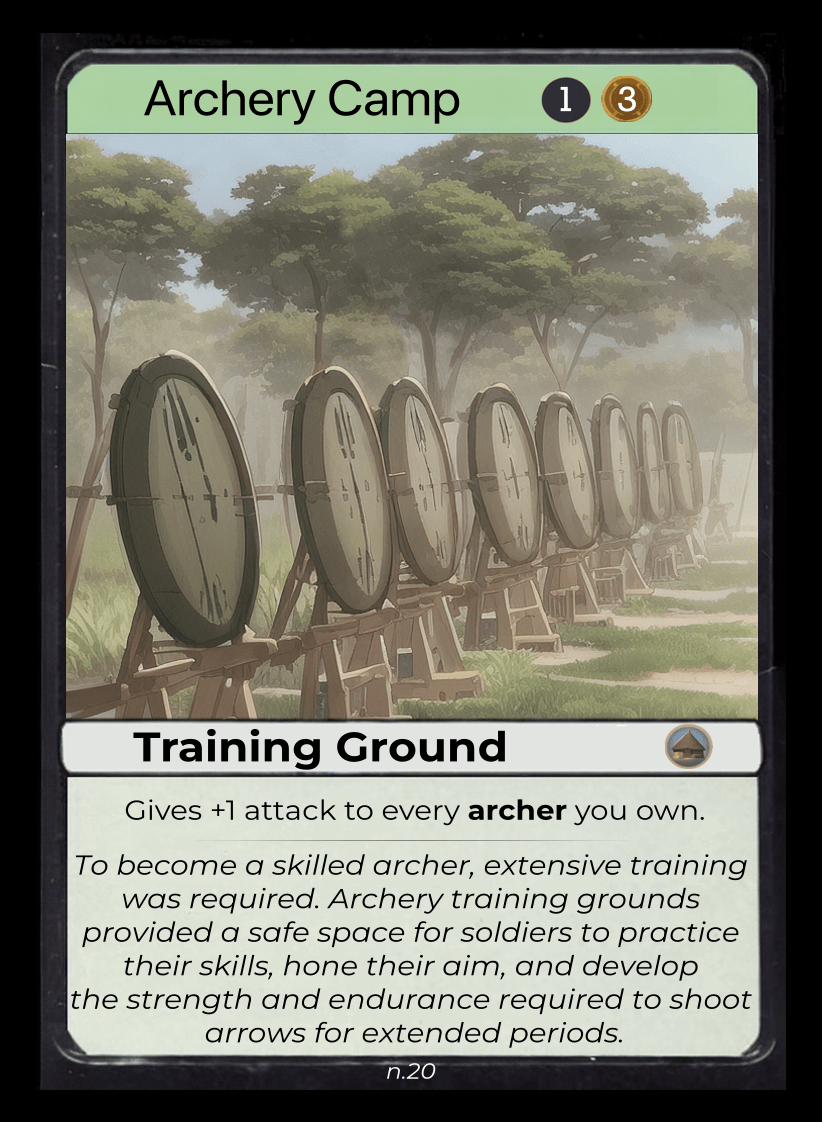 Archery Camp 1 3
Training Ground
Gives +1 attack to every archer you own.
To become a skilled archer, extensive training
was required. Archery training grounds
provided a safe space for soldiers to practice
their skills, hone their aim, and develop
the strength and endurance required to shoot
arrows for extended periods.
n.20